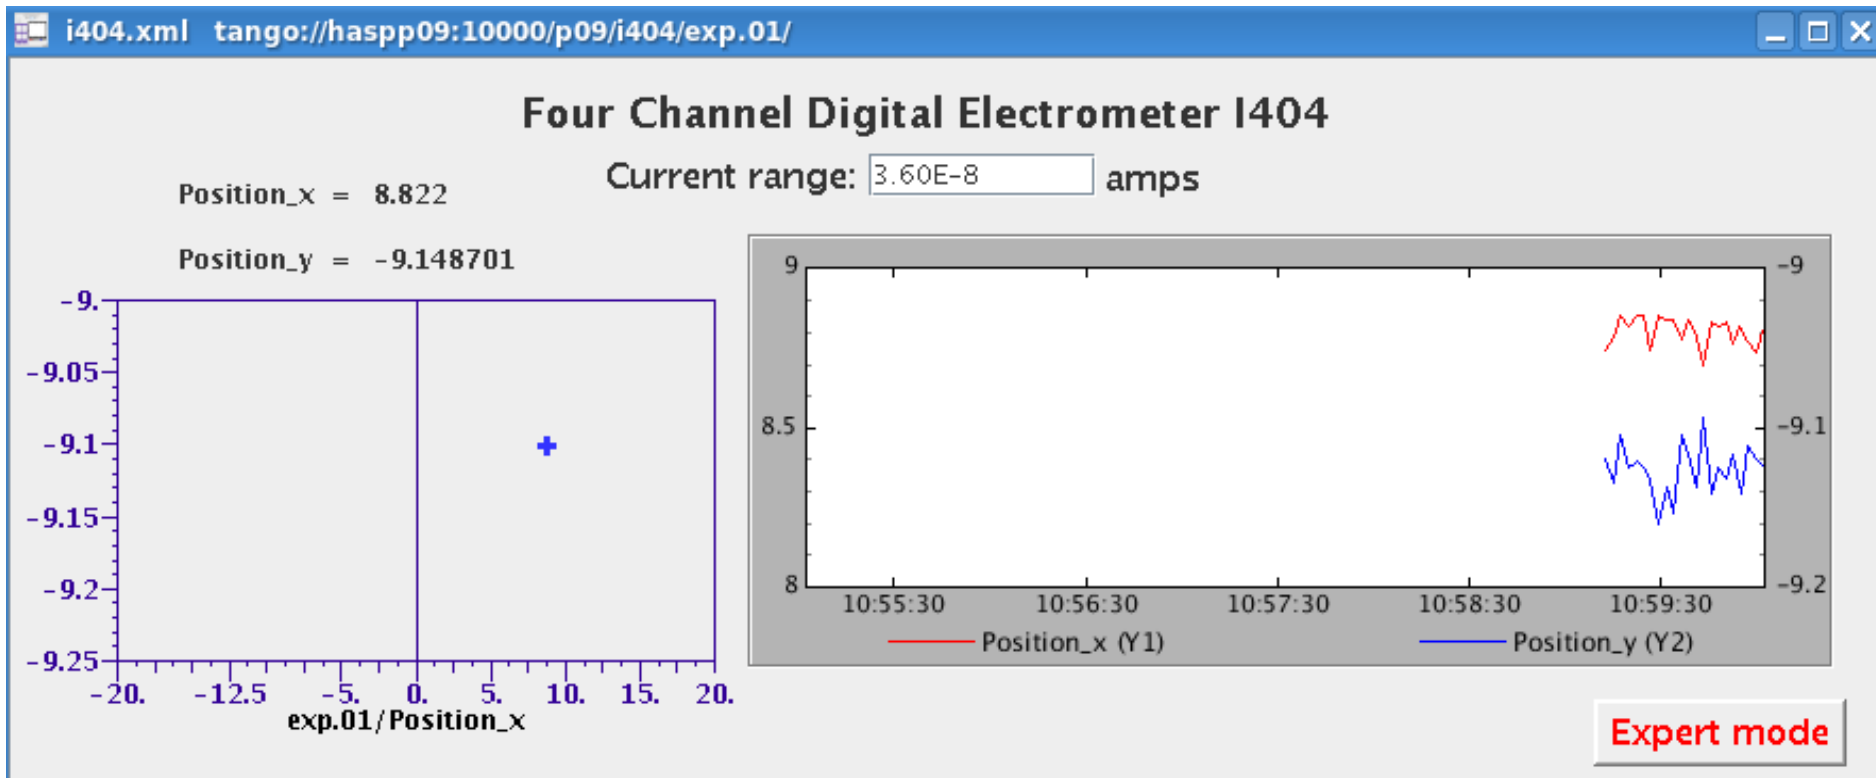 i404.xml tango://haspp09:10000/p09/i404/exp.01/
Four Channel Digital Electrometer I404
Current range: 3.60E-8 amps
Position_x = 8.822
Position_y = -9.148701
-9.
-9.05
-9.1
-9.15
-9.2
-9.25
-20. -12.5 -5. 0. 5. 10. 15. 20.
exp.01/Position_x
9 -9
8.5 -9.1
8 -9.2
10:55:30 10:56:30 10:57:30 10:58:30 10:59:30
Position_x (Y1) Position_y (Y2)
Expert mode